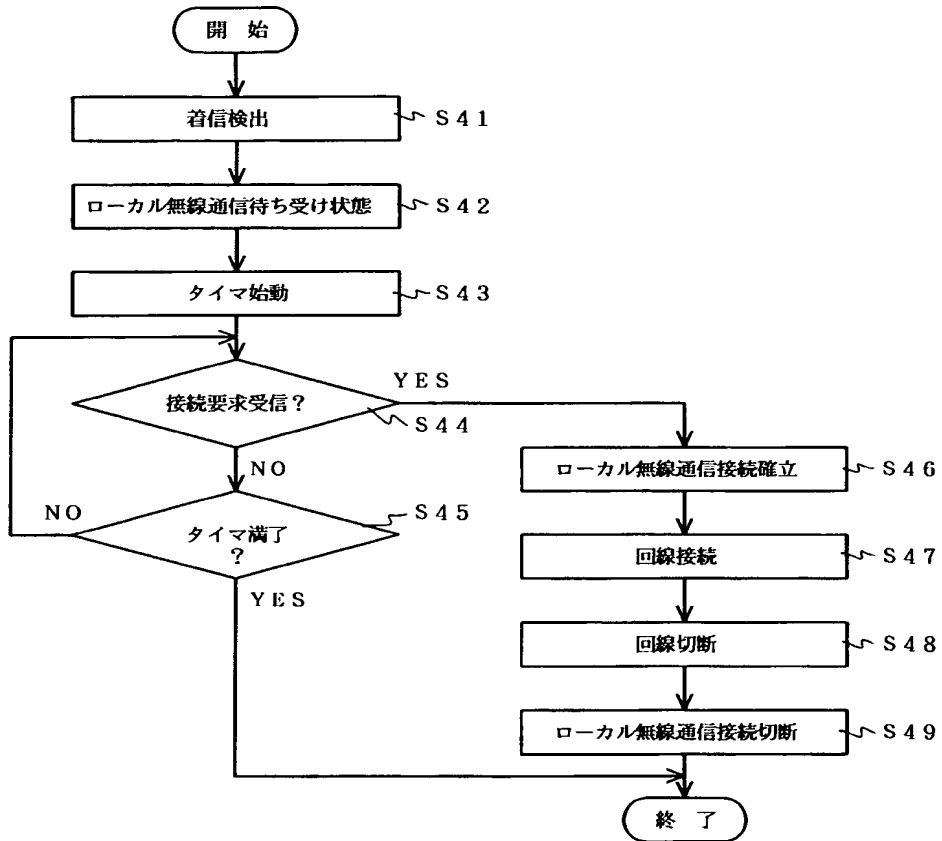 開 始
着信検出
S41
ローカル無線通信待ち受け状態
S42
タイマ始動
S43
接続要求受信?
YES
S44
NO
タイマ満了
?
S45
NO
YES
ローカル無線通信接続確立
S46
回線接続
S47
回線切断
S48
ローカル無線通信接続切断
S49
終 了